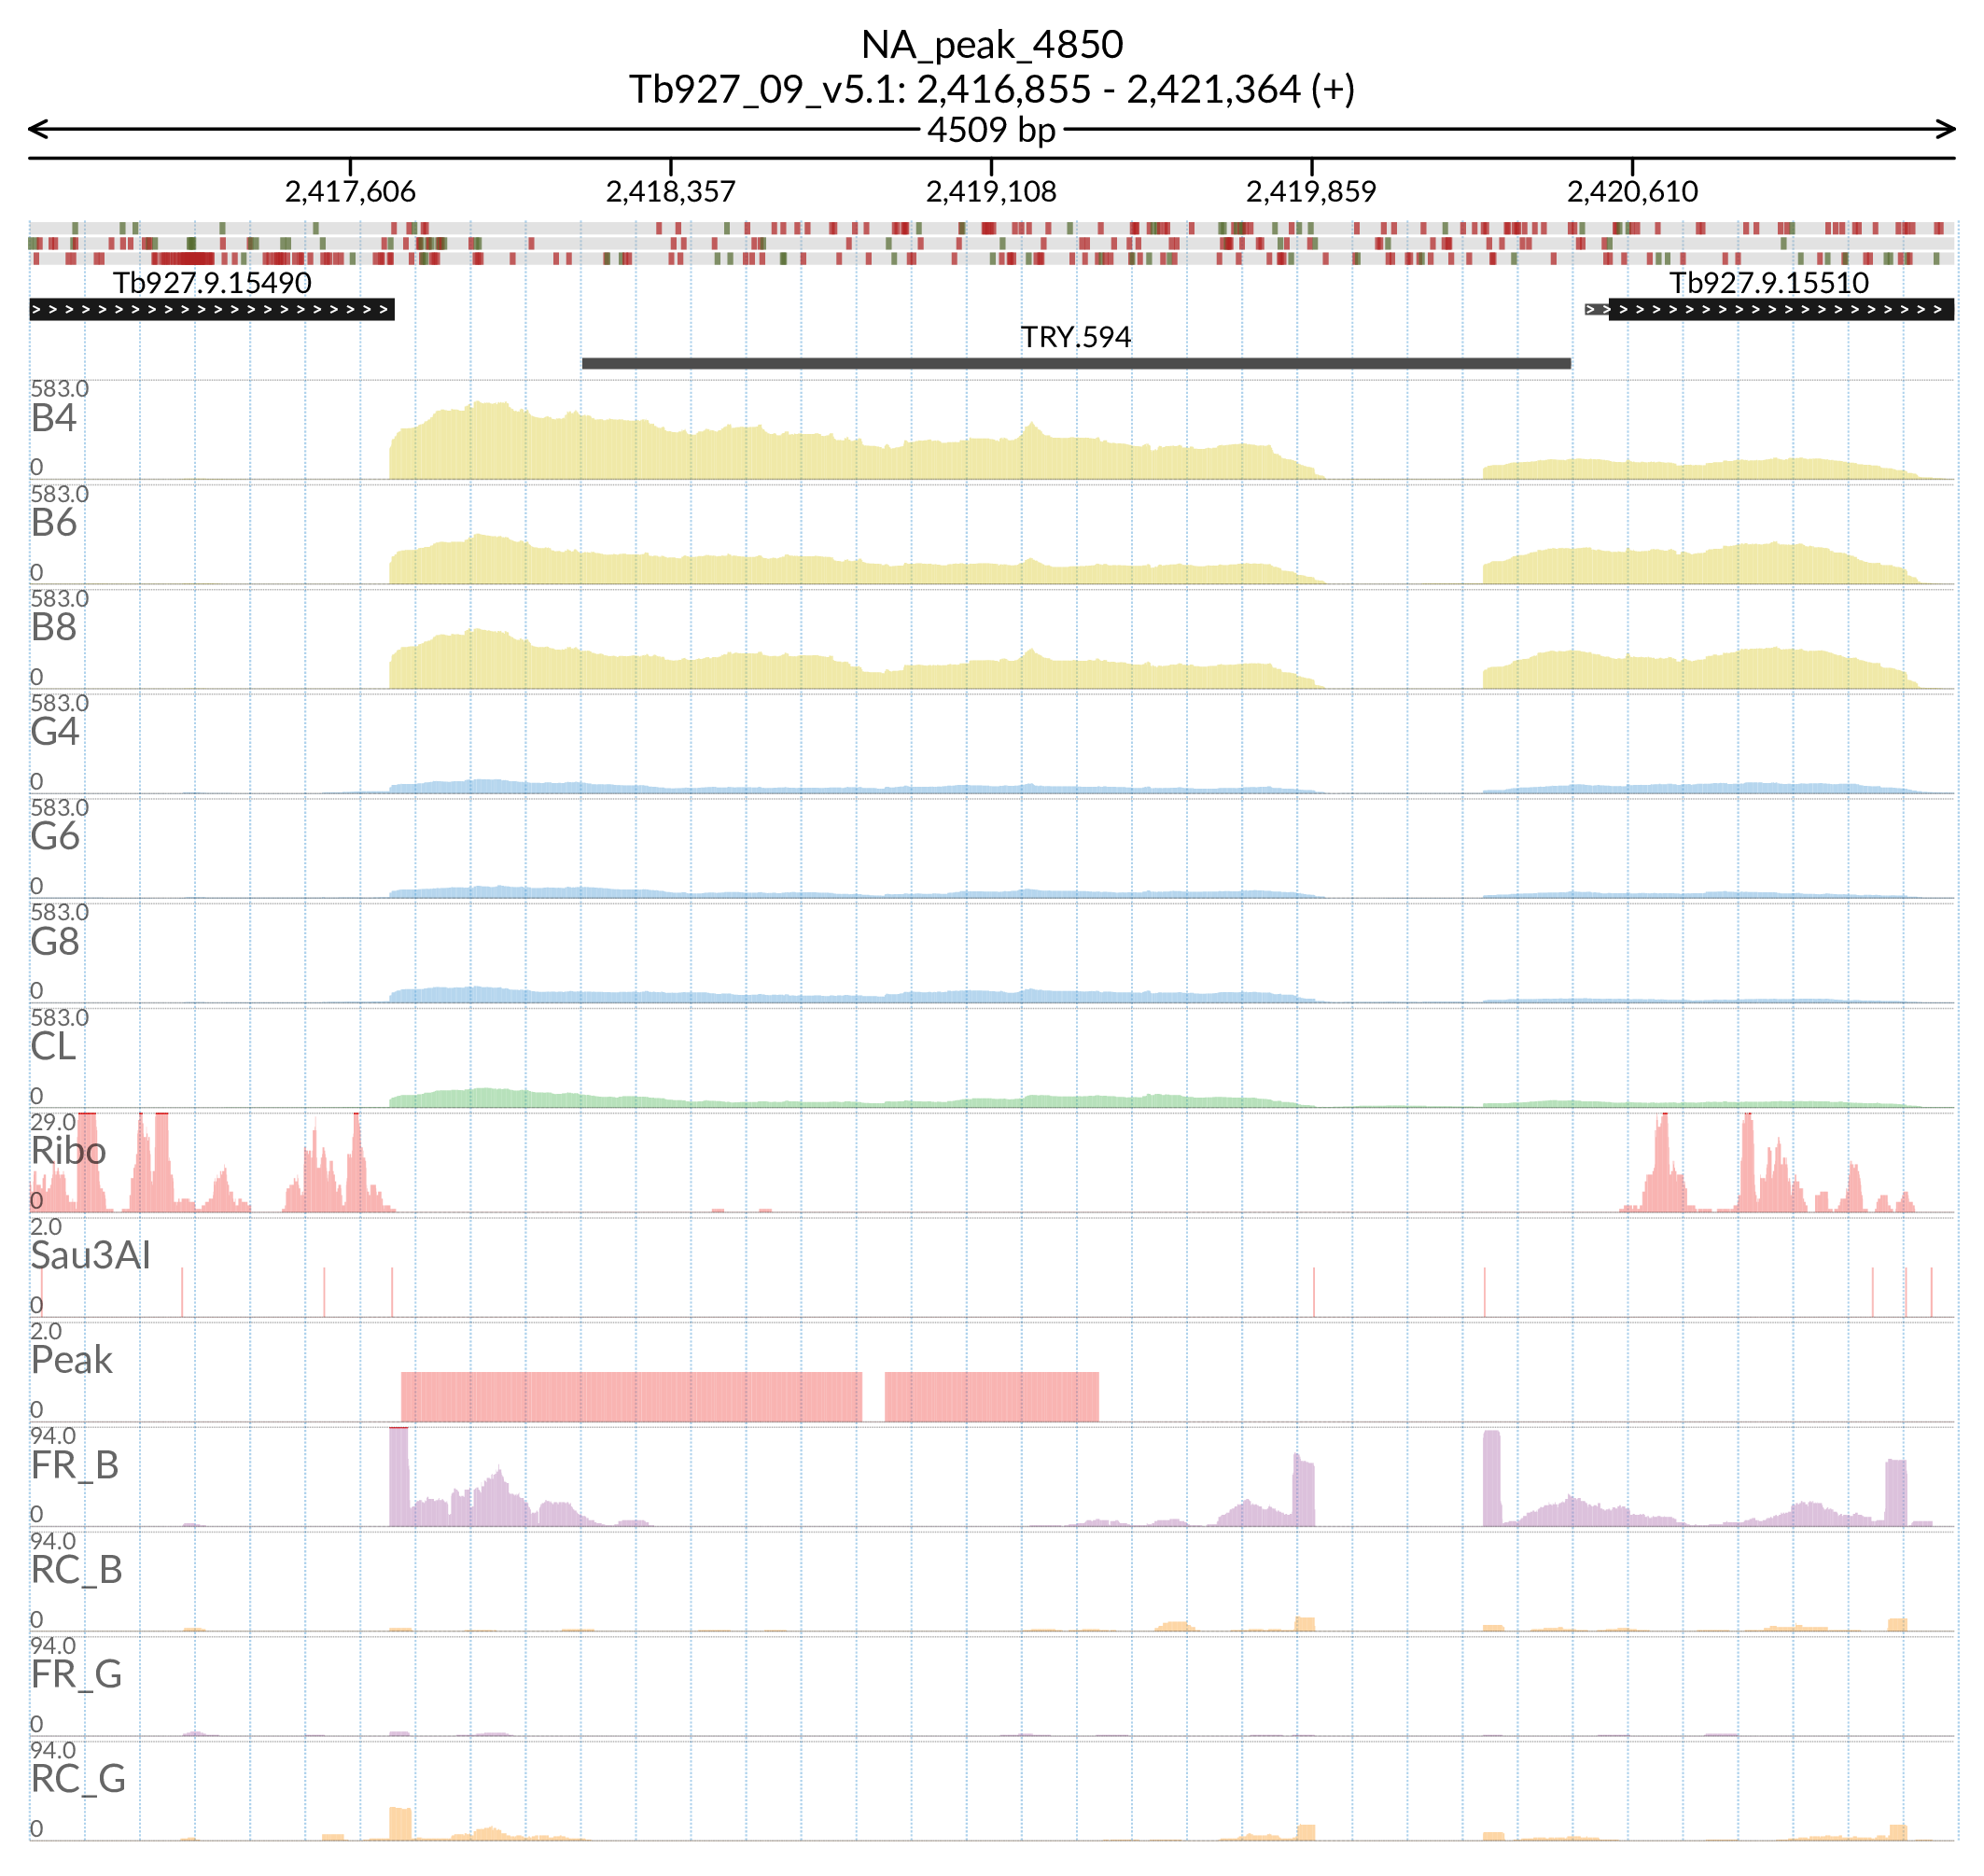 NA_peak_4850
Tb927_09_v5.1: 2,416,855 - 2,421,364 (+)
4509 bp
2,417,606 2,418,357 2,419,108 2,419,859 2,420,610
Tb927.9.15490 Tb927.9.15510
TRY.594
583.0
B4
0
583.0
B6
0
583.0
B8
0
583.0
G4
0
583.0
G6
0
583.0
G8
0
583.0
CL
0
29.0
Ribo
0
2.0
Sau3AI
0
2.0
Peak
0
94.0
FR_B
0
94.0
RC_B
0
94.0
FR_G
0
94.0
RC_G
0